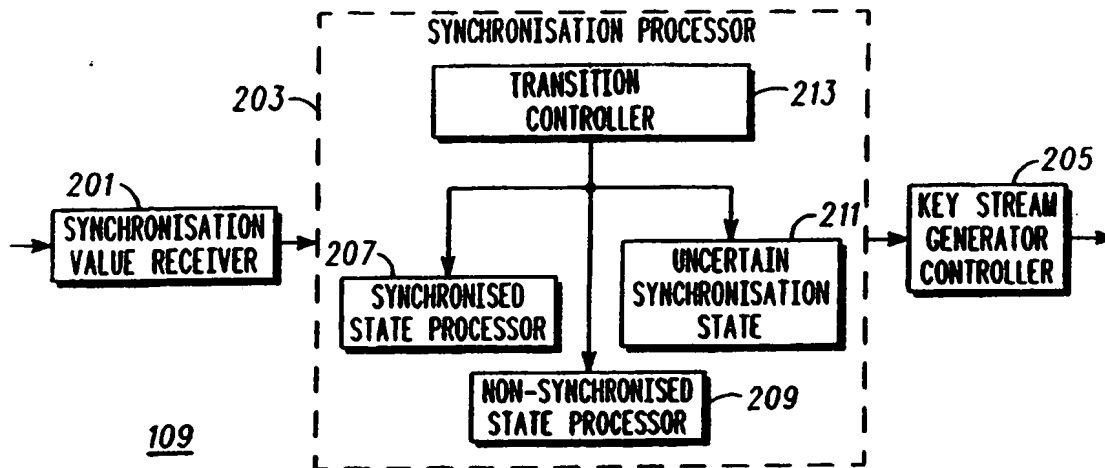 SYNCHRONISATION PROCESSOR
203
TRANSITION
CONTROLLER
213
201
SYNCHRONISATION
VALUE RECEIVER
207
SYNCHRONISED
STATE PROCESSOR
211
UNCERTAIN
SYNCHRONISATION
STATE
205
KEY STREAM
GENERATOR
CONTROLLER
NON-SYNCHRONISED
STATE PROCESSOR
209
109